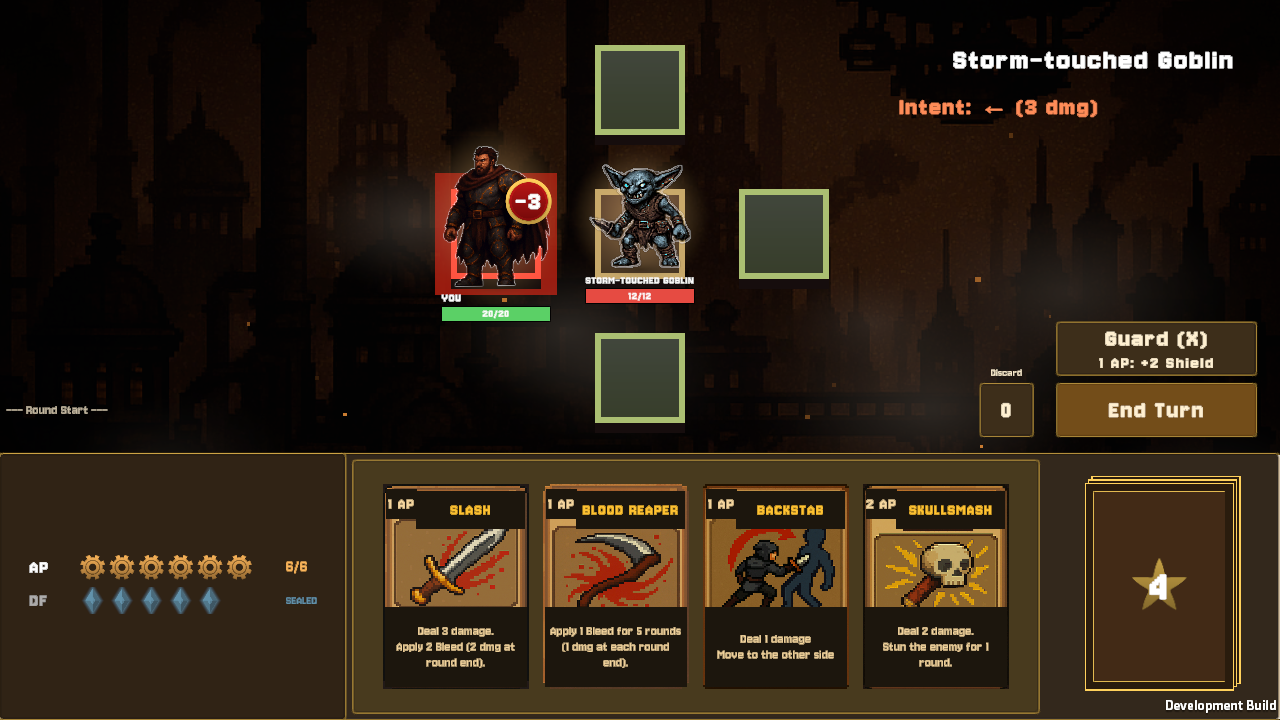 Storm-touched Goblin
Intent: ← (3 dmg)
-3
STORM-TOUCHED GOBLIN
12/12
YOU
20/20
Guard (X)
1 AP: +2 Shield
Discard
0
End Turn
--- Round Start ---
AP
6/6
DF
SEALED
1 AP
SLASH
Deal 3 damage.
Apply 2 Bleed (2 dmg at
round end).
1 AP
BLOOD REAPER
Apply 1 Bleed for 5 rounds
(1 dmg at each round
end).
1 AP
BACKSTAB
Deal 1 damage
Move to the other side
2 AP
SKULLSMASH
Deal 2 damage.
Stun the enemy for 1
round.
4
Development Build